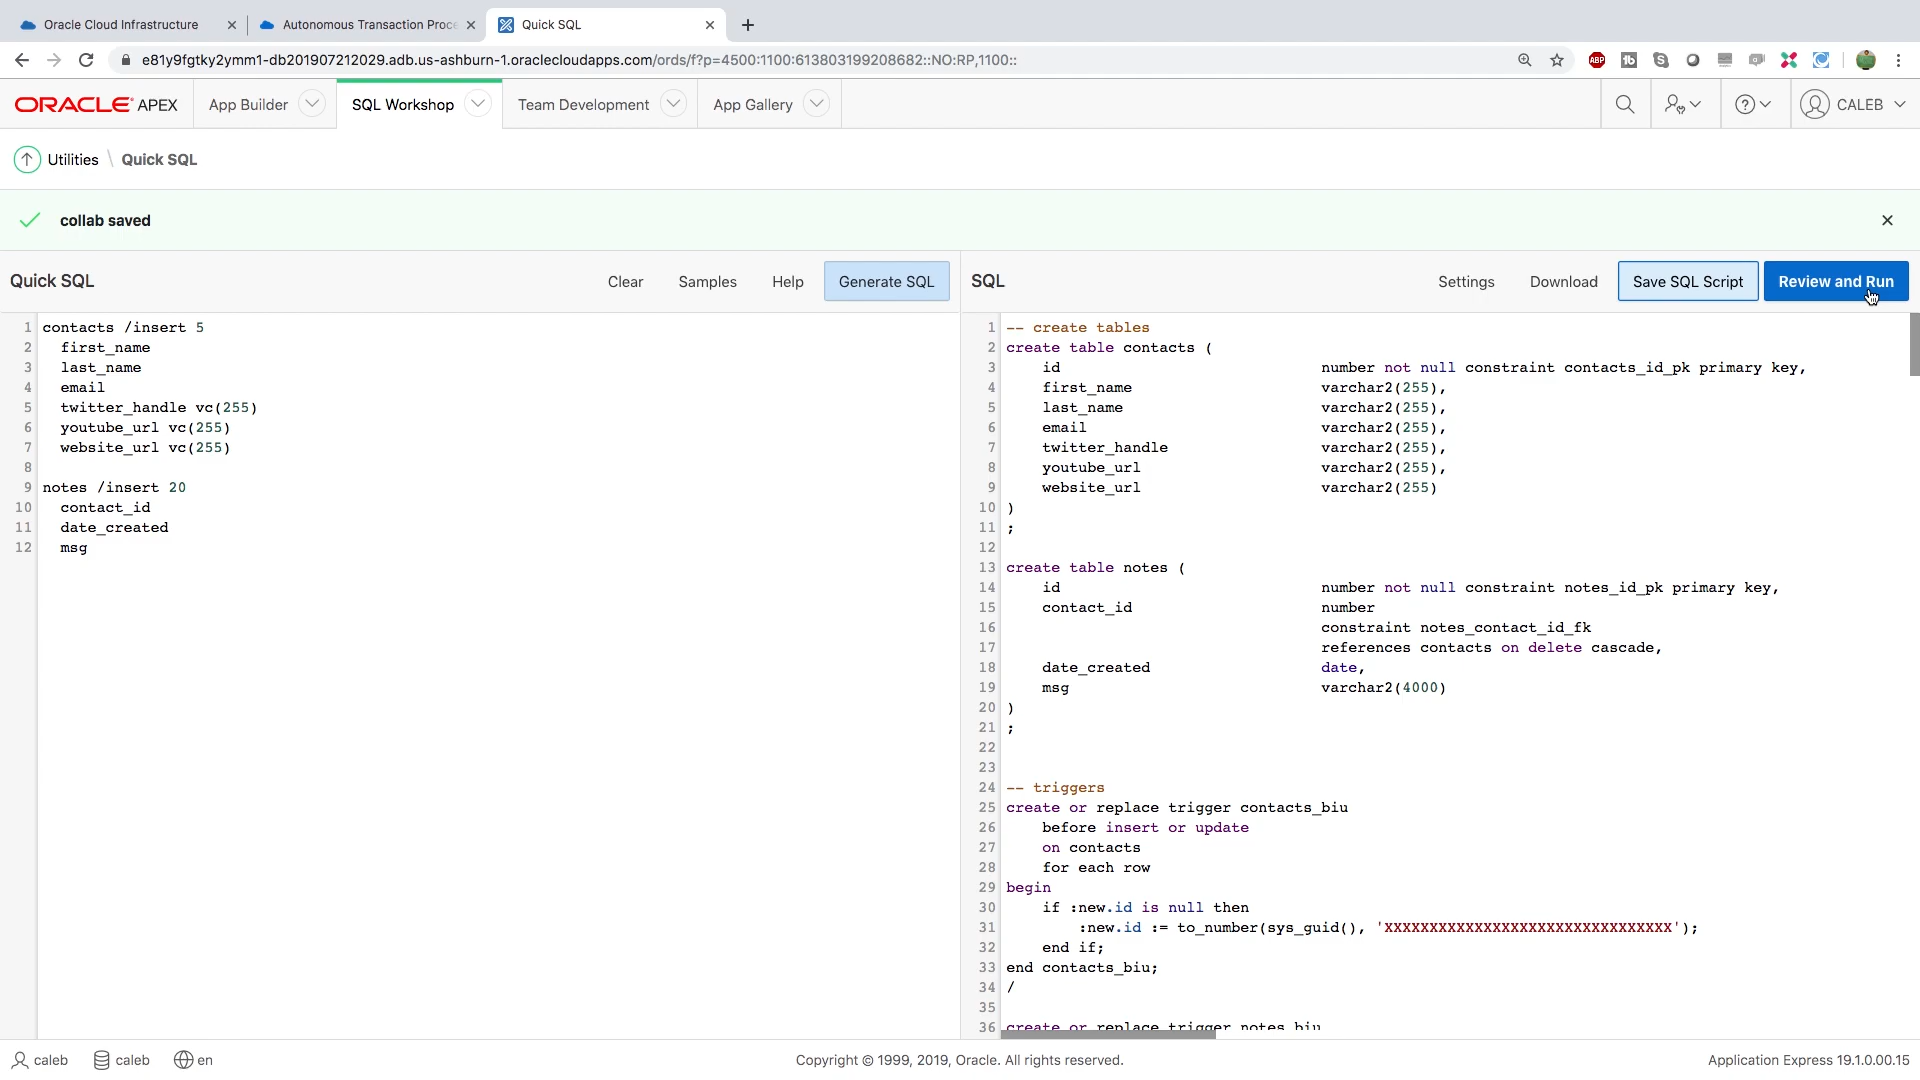 Oracle Cloud Infrastructure
Autonomous Transaction Proce
Quick SQL
e81y9fgtky2ymm1-db201907212029.adb.us-ashburn-1.oraclecloudapps.com/ords/f?p=4500:1100:613803199208682::NO:RP,1100::
ABP
ORACLE APEX
App Builder
SQL Workshop
Team Development
App Gallery
CALEB
Utilities \ Quick SQL
collab saved
Quick SQL
Clear
Samples
Help
Generate SQL
SQL
Settings
Download
Save SQL Script
Review and Run
1 contacts /insert 5
2 first_name
3 last_name
4 email
5 twitter_handle vc(255)
6 youtube_url vc(255)
7 website_url vc(255)
8
9 notes /insert 20
10 contact_id
11 date_created
12 msg
1 -- create tables
2 create table contacts (
3 id number not null constraint contacts_id_pk primary key,
4 first_name varchar2(255),
5 last_name varchar2(255),
6 email varchar2(255),
7 twitter_handle varchar2(255),
8 youtube_url varchar2(255),
9 website_url varchar2(255)
10 )
11 ;
12
13 create table notes (
14 id number not null constraint notes_id_pk primary key,
15 contact_id number
16 constraint notes_contact_id_fk
17 references contacts on delete cascade,
18 date_created date,
19 msg varchar2(4000)
20 )
21 ;
22
23
24 -- triggers
25 create or replace trigger contacts_biu
26 before insert or update
27 on contacts
28 for each row
29 begin
30 if :new.id is null then
31 :new.id := to_number(sys_guid(), 'XXXXXXXXXXXXXXXXXXXXXXXXXXXXXXXX');
32 end if;
33 end contacts_biu;
34 /
35
36 create or replace trigger notes_biu
caleb
caleb
en
Copyright © 1999, 2019, Oracle. All rights reserved.
Application Express 19.1.0.00.15